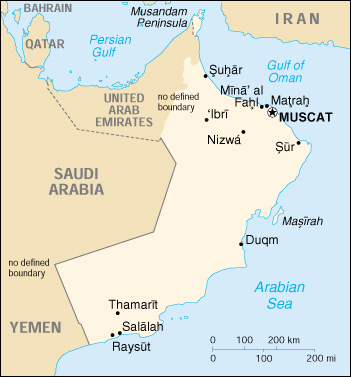 BAHRAIN
Musandam
Peninsula
IRAN
QATAR
Persian
Gulf
Gulf of
Oman
Şuḩār
UNITED
ARAB
EMIRATES
no defined
boundary
Mīnā' al
Faḩl
Maţraḩ
'Ibrī
MUSCAT
Nizwá
Şūr
SAUDI
ARABIA
Maşīrah
Duqm
no defined
boundary
Arabian
Sea
Thamarīt
YEMEN
Salālah
Raysūt
0 100 200 km
0 100 200 mi